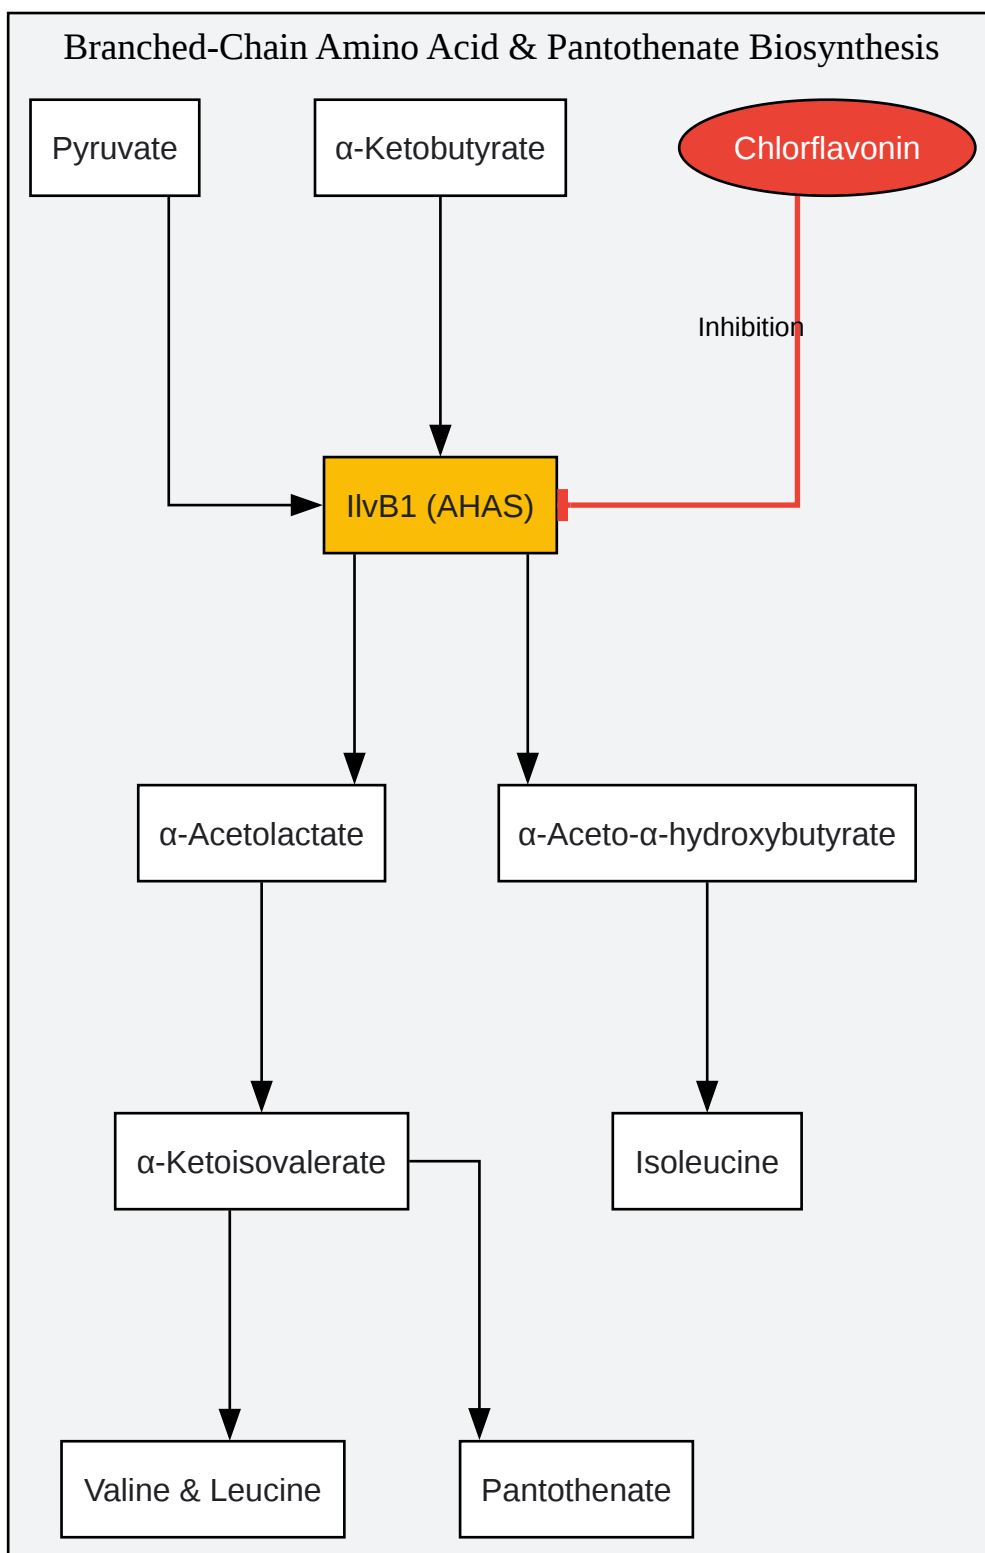 Branched-Chain Amino Acid & Pantothenate Biosynthesis
Pyruvate
α-Ketobutyrate
Chlorflavonin
Inhibition
IlvB1 (AHAS)
α-Acetolactate
α-Aceto-α-hydroxybutyrate
α-Ketoisovalerate
Isoleucine
Valine & Leucine
Pantothenate